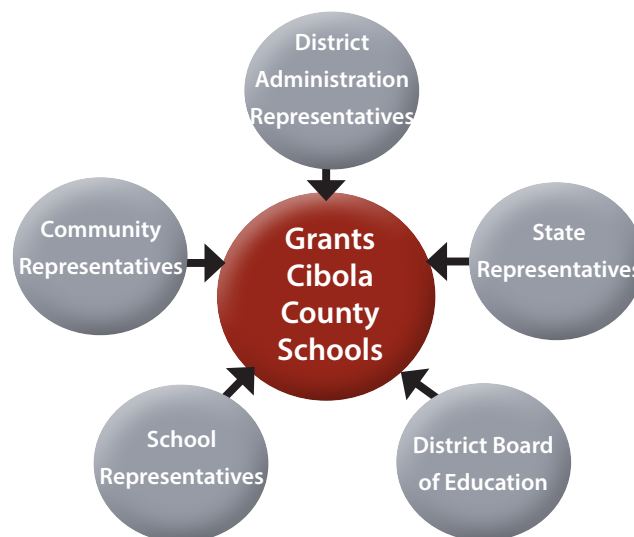 District
Administration
Representatives
Community
Representatives
Grants
Cibola
County
Schools
State
Representatives
School
Representatives
District Board
of Education